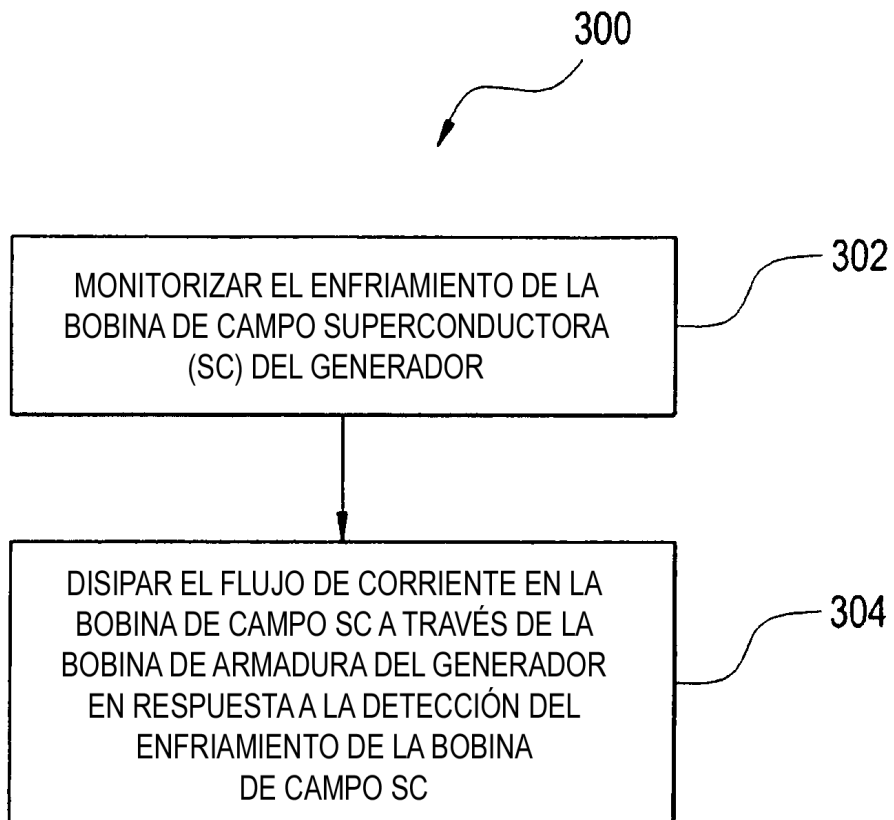 300
MONITORIZAR EL ENFRIAMIENTO DE LA
BOBINA DE CAMPO SUPERCONDUCTORA
(SC) DEL GENERADOR
302
DISIPAR EL FLUJO DE CORRIENTE EN LA
BOBINA DE CAMPO SC A TRAVÉS DE LA
BOBINA DE ARMADURA DEL GENERADOR
EN RESPUESTA A LA DETECCIÓN DEL
ENFRIAMIENTO DE LA BOBINA
DE CAMPO SC
304